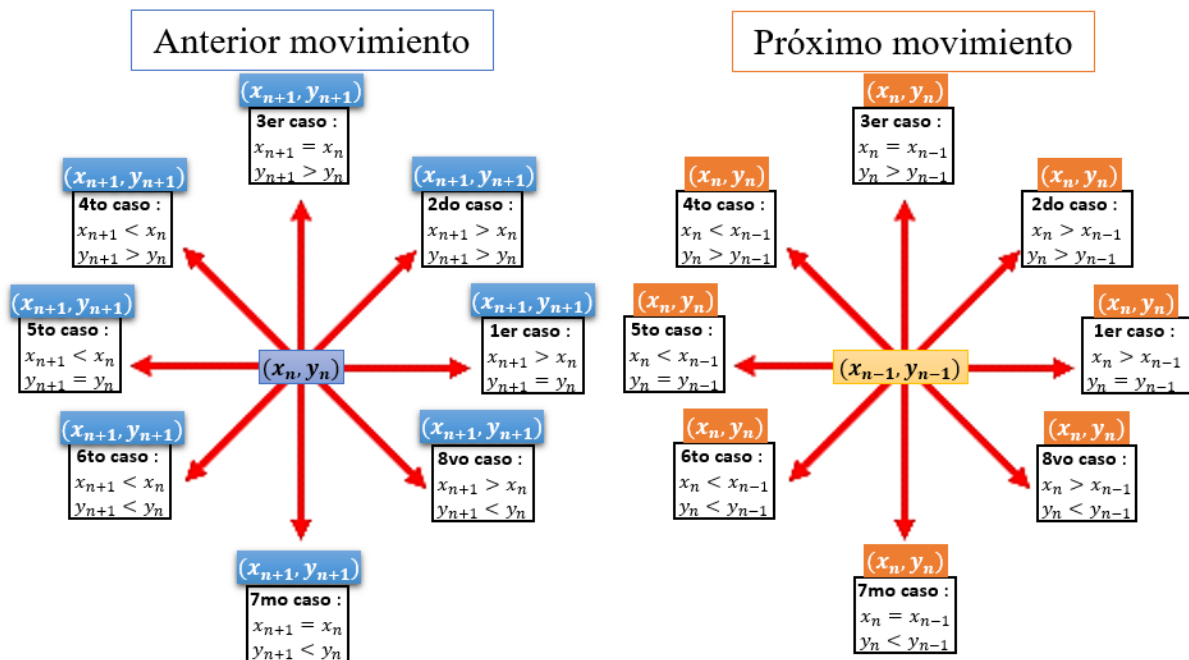 Anterior movimiento
(x_{n+1}, y_{n+1})
3er caso :
x_{n+1} = x_n
y_{n+1} > y_n
(x_{n+1}, y_{n+1})
4to caso :
x_{n+1} < x_n
y_{n+1} > y_n
(x_{n+1}, y_{n+1})
2do caso :
x_{n+1} > x_n
y_{n+1} > y_n
(x_{n+1}, y_{n+1})
5to caso :
x_{n+1} < x_n
y_{n+1} = y_n
(x_n, y_n)
(x_{n+1}, y_{n+1})
1er caso :
x_{n+1} > x_n
y_{n+1} = y_n
(x_{n+1}, y_{n+1})
6to caso :
x_{n+1} < x_n
y_{n+1} < y_n
(x_{n+1}, y_{n+1})
8vo caso :
x_{n+1} > x_n
y_{n+1} < y_n
(x_{n+1}, y_{n+1})
7mo caso :
x_{n+1} = x_n
y_{n+1} < y_n
Próximo movimiento
(x_n, y_n)
3er caso :
x_n = x_{n-1}
y_n > y_{n-1}
(x_n, y_n)
4to caso :
x_n < x_{n-1}
y_n > y_{n-1}
(x_n, y_n)
2do caso :
x_n > x_{n-1}
y_n > y_{n-1}
(x_n, y_n)
5to caso :
x_n < x_{n-1}
y_n = y_{n-1}
(x_{n-1}, y_{n-1})
(x_n, y_n)
1er caso :
x_n > x_{n-1}
y_n = y_{n-1}
(x_n, y_n)
6to caso :
x_n < x_{n-1}
y_n < y_{n-1}
(x_n, y_n)
8vo caso :
x_n > x_{n-1}
y_n < y_{n-1}
(x_n, y_n)
7mo caso :
x_n = x_{n-1}
y_n < y_{n-1}